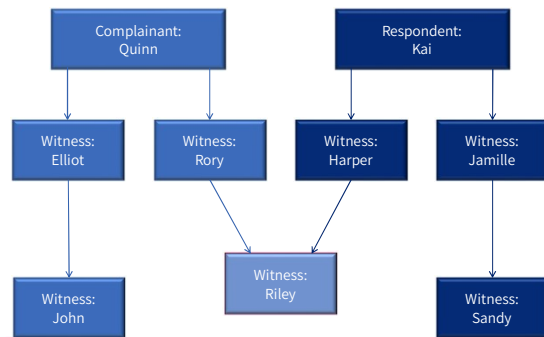 Complainant:
Quinn
Respondent:
Kai
Witness:
Elliot
Witness:
Rory
Witness:
Harper
Witness:
Jamille
Witness:
Riley
Witness:
John
Witness:
Sandy